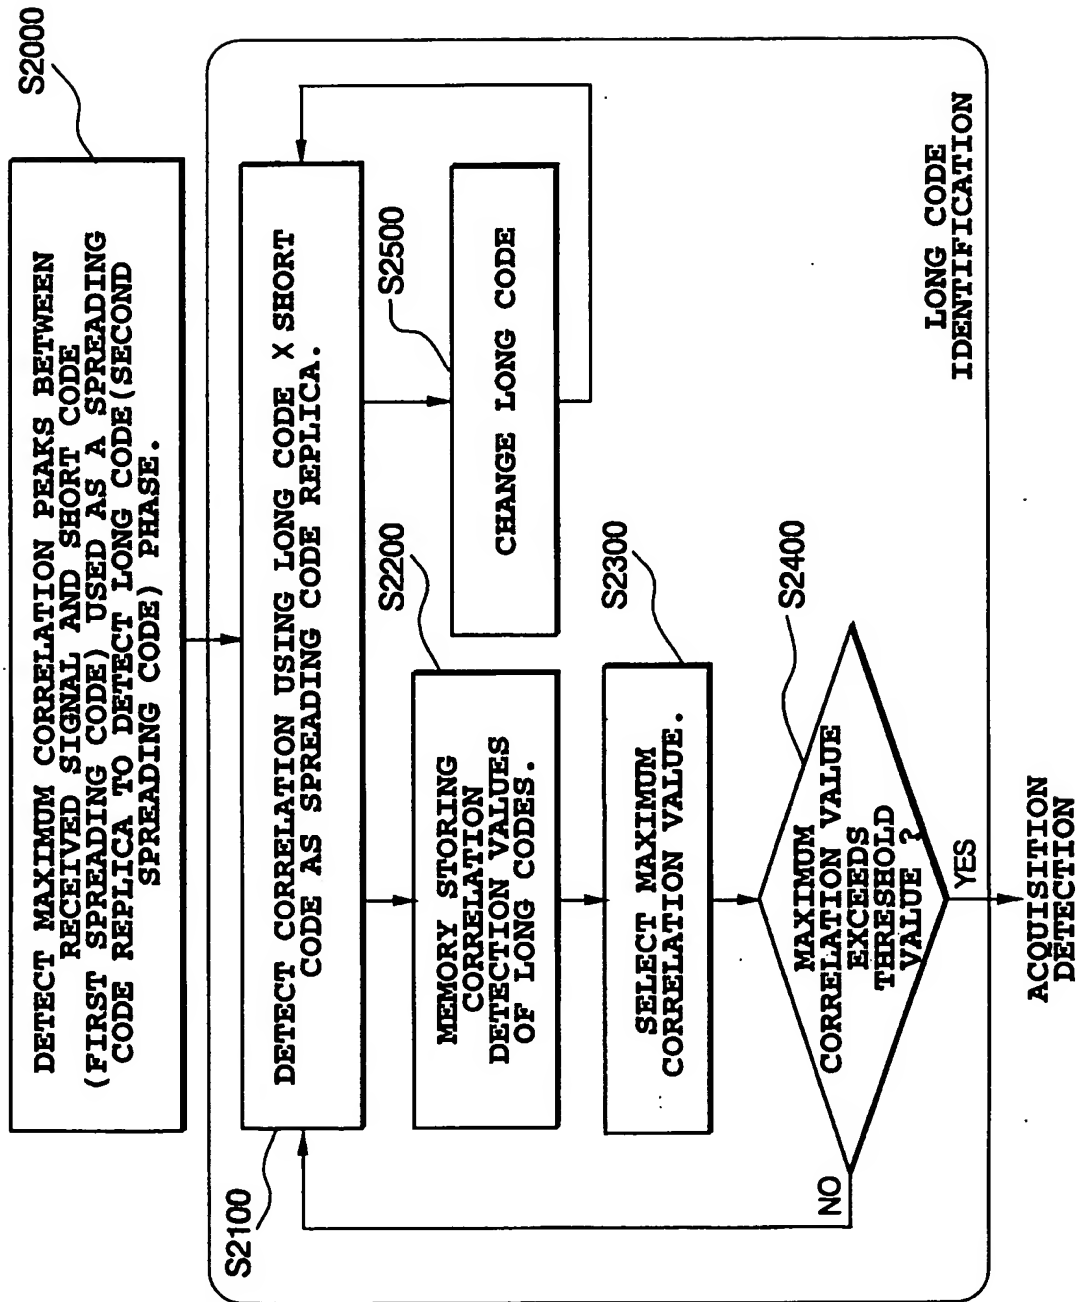 S2000
DETECT MAXIMUM CORRELATION PEAKS BETWEEN
RECEIVED SIGNAL AND SHORT CODE
(FIRST SPREADING CODE) USED AS A SPREADING
CODE REPLICA TO DETECT LONG CODE(SECOND
SPREADING CODE) PHASE.
S2100
DETECT CORRELATION USING LONG CODE X SHORT
CODE AS SPREADING CODE REPLICA.
S2200
MEMORY STORING
CORRELATION
DETECTION VALUES
OF LONG CODES.
S2500
CHANGE LONG CODE
S2300
SELECT MAXIMUM
CORRELATION VALUE.
S2400
MAXIMUM
CORRELATION VALUE
EXCEEDS
THRESHOLD
VALUE ?
NO
YES
LONG CODE
IDENTIFICATION
ACQUISITION
DETECTION